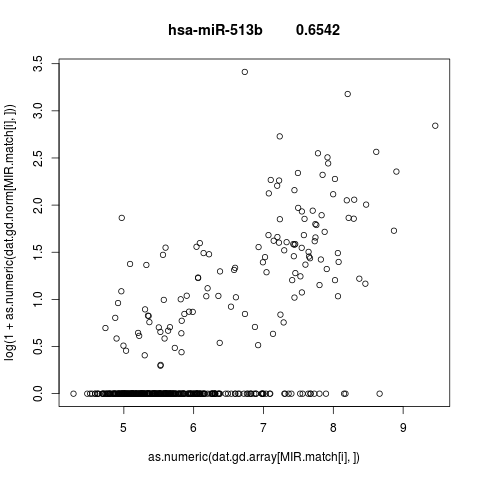 hsa-miR-513b 0.6542
log(1 + as.numeric(dat.gd.norm[MIR.match[i], ]))
3.5
3.0
2.5
2.0
1.5
1.0
0.5
0.0
5 6 7 8 9
as.numeric(dat.gd.array[MIR.match[i], ])